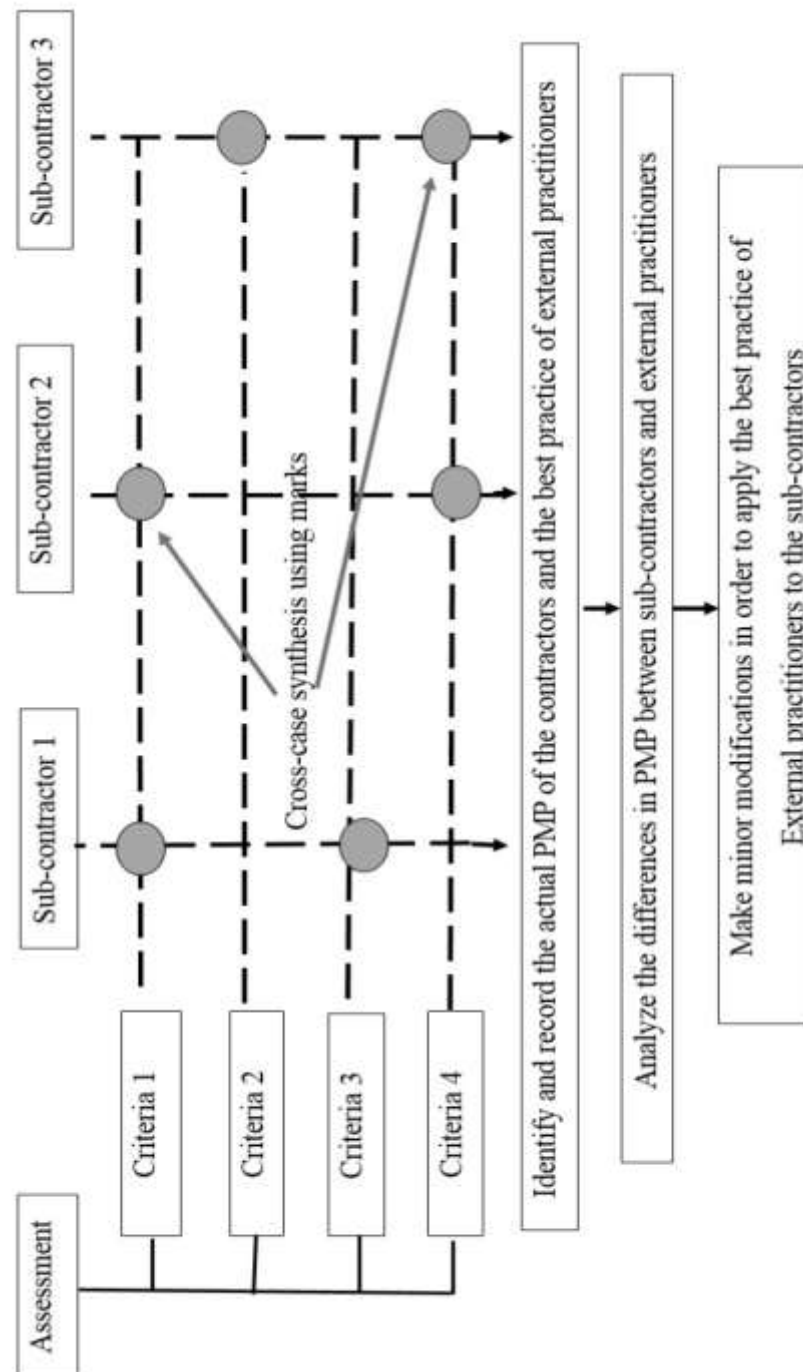 Assessment
Sub-contractor 1
Sub-contractor 2
Sub-contractor 3
Criteria 1
Criteria 2
Cross-case synthesis using marks
Criteria 3
Criteria 4
Identify and record the actual PMP of the contractors and the best practice of external practitioners
Analyze the differences in PMP between sub-contractors and external practitioners
Make minor modifications in order to apply the best practice of
External practitioners to the sub-contractors